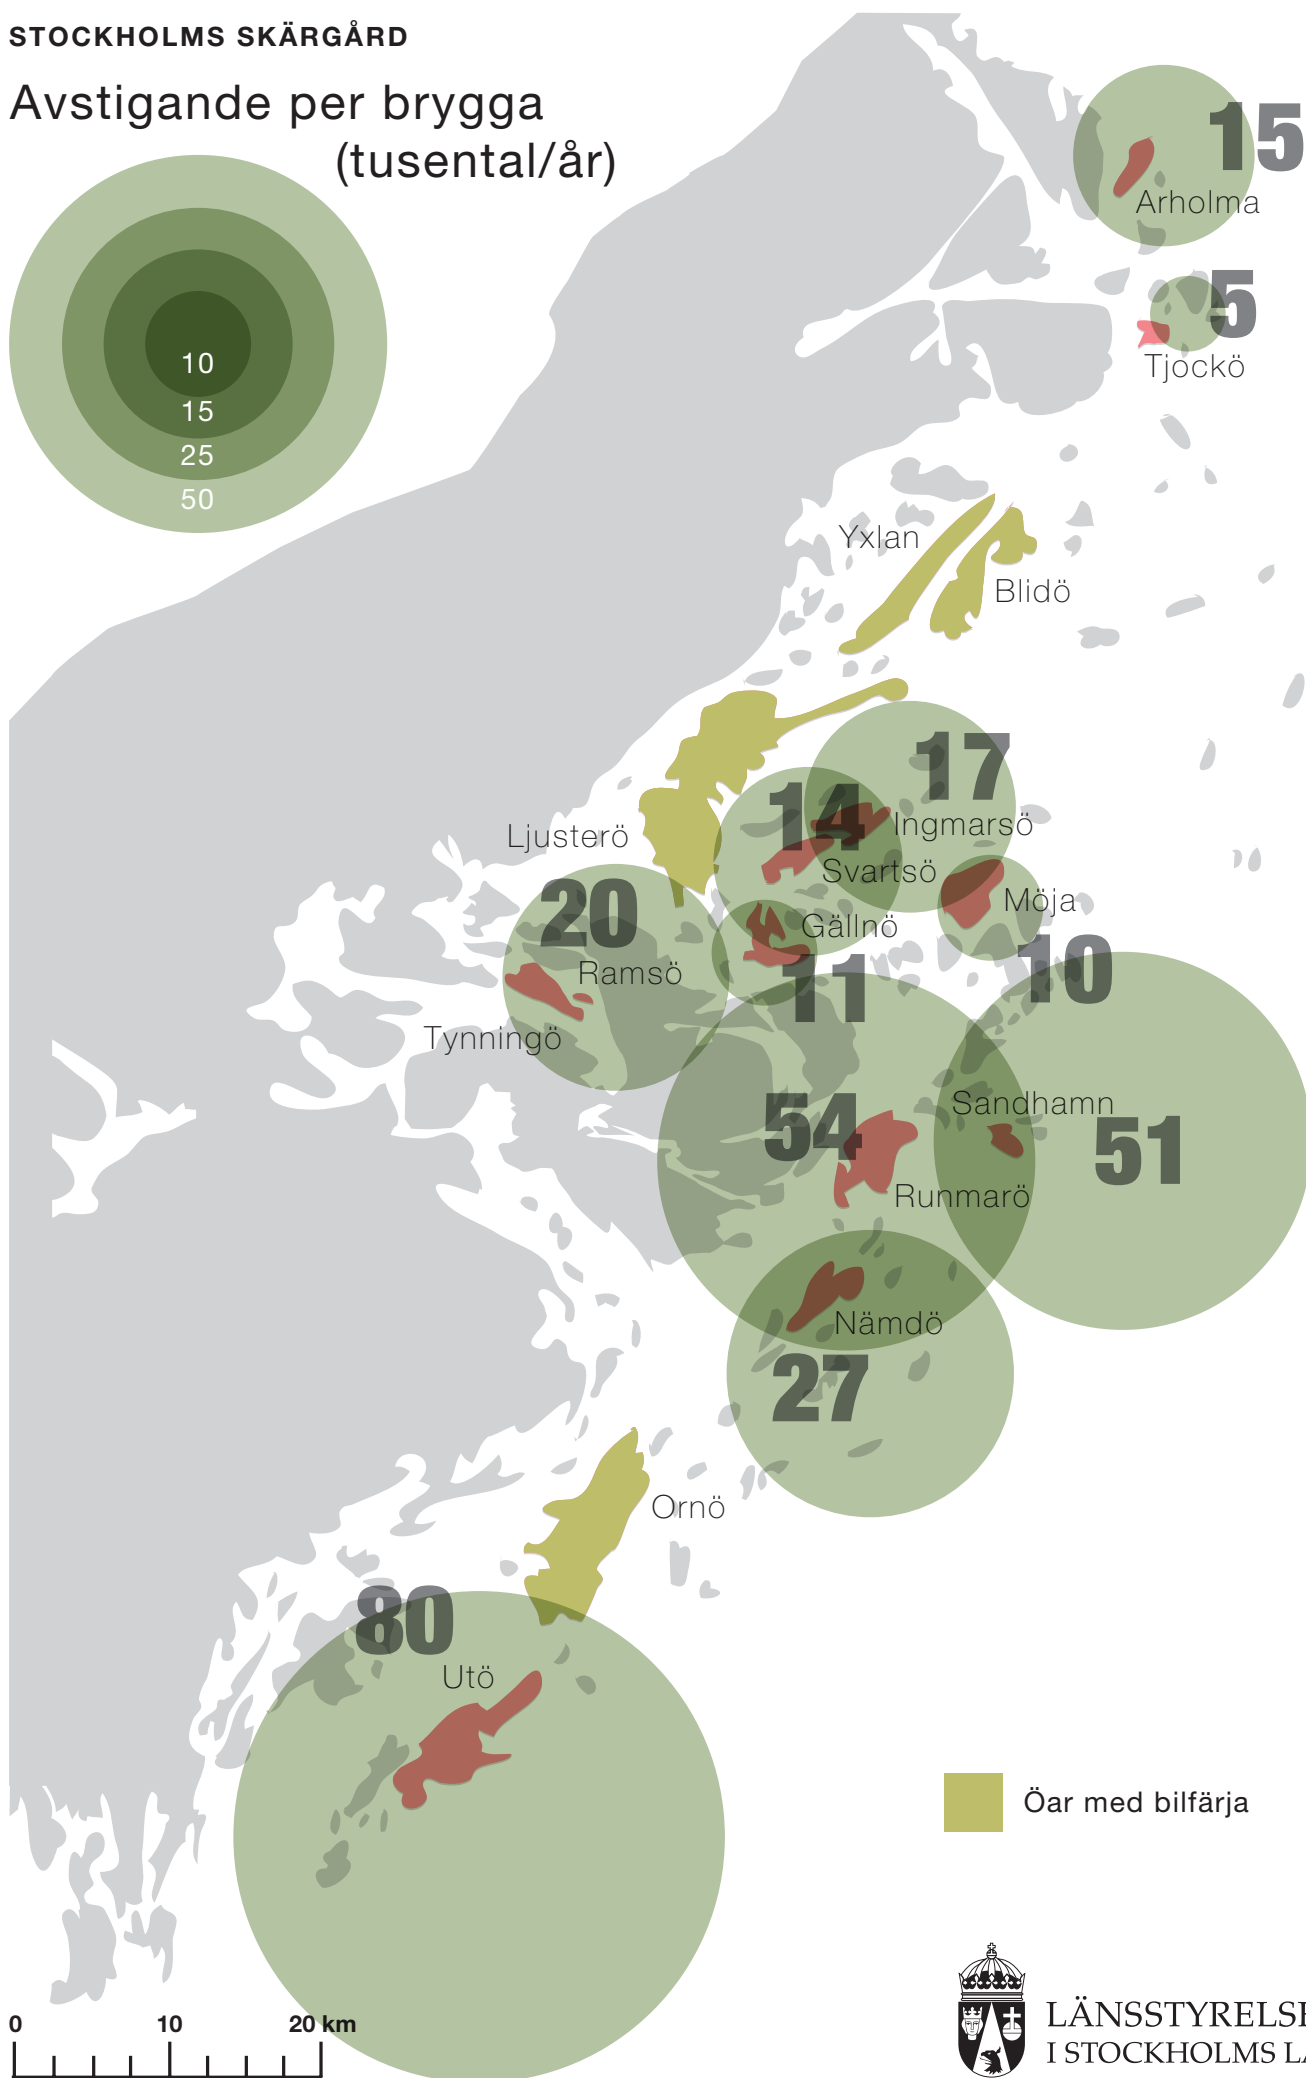 STOCKHOLMS SKÄRGÅRD
Avstigande per brygga
(tusental/år)
10
15
25
50
15
Arholma
5
Tjockö
Yxlan
Blidö
17
14
Ingmarsö
Ljusterö
Svartsö
20
Möja
Gällnö
Ramsö
10
11
Tynningö
Sandhamn
54
51
Runmarö
Nämdö
27
Ornö
80
Utö
Öar med bilfärja
0 10 20 km
LÄNSSTYRELSE
I STOCKHOLMS LÄ